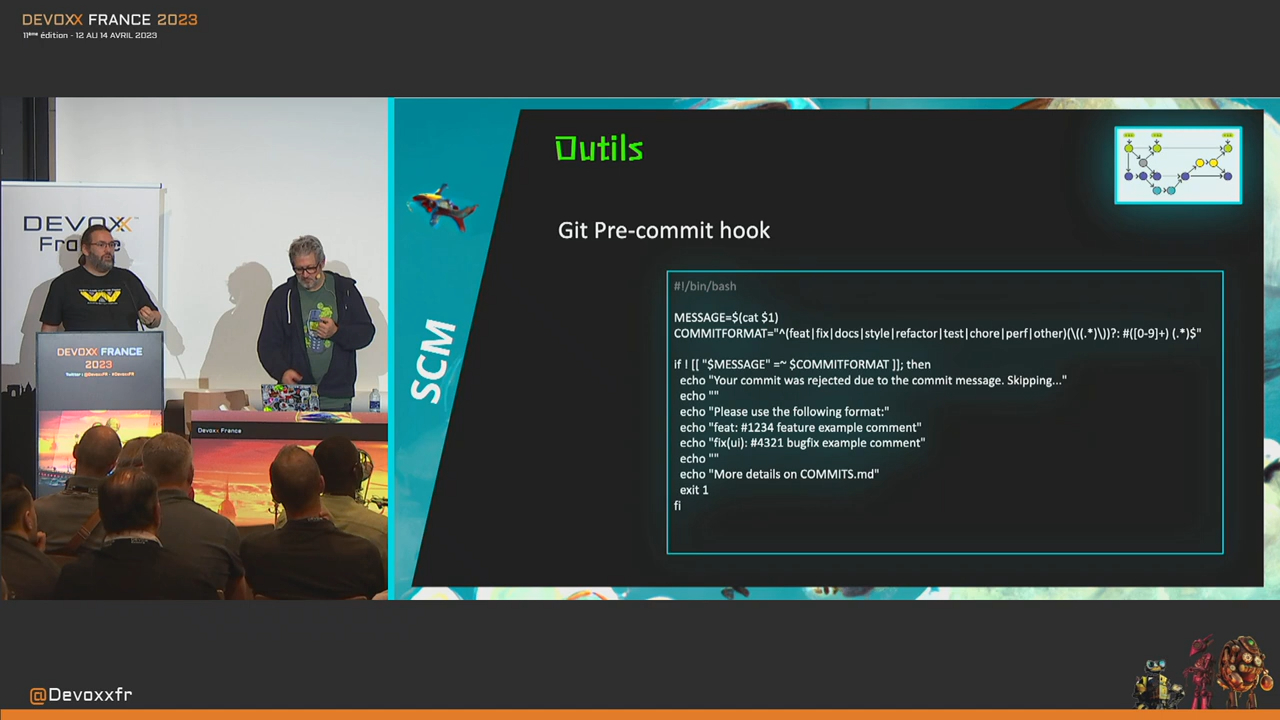 DEVOXX FRANCE 2023
11ème édition - 12 AU 14 AVRIL 2023
DEVOXX
France
DEVOXX FRANCE
2023
Twitter : @DevoxxFR - #DevoxxFR
Devoxx France
SCM
Outils
Git Pre-commit hook
#!/bin/bash
MESSAGE=$(cat $1)
COMMITFORMAT="^(feat|fix|docs|style|refactor|test|chore|perf|other)(\((.*)\))?: #([0-9]+) (.*)$"
if ! [[ "$MESSAGE" =~ $COMMITFORMAT ]]; then
echo "Your commit was rejected due to the commit message. Skipping..."
echo ""
echo "Please use the following format:"
echo "feat: #1234 feature example comment"
echo "fix(ui): #4321 bugfix example comment"
echo ""
echo "More details on COMMITS.md"
exit 1
fi
@Devoxxfr